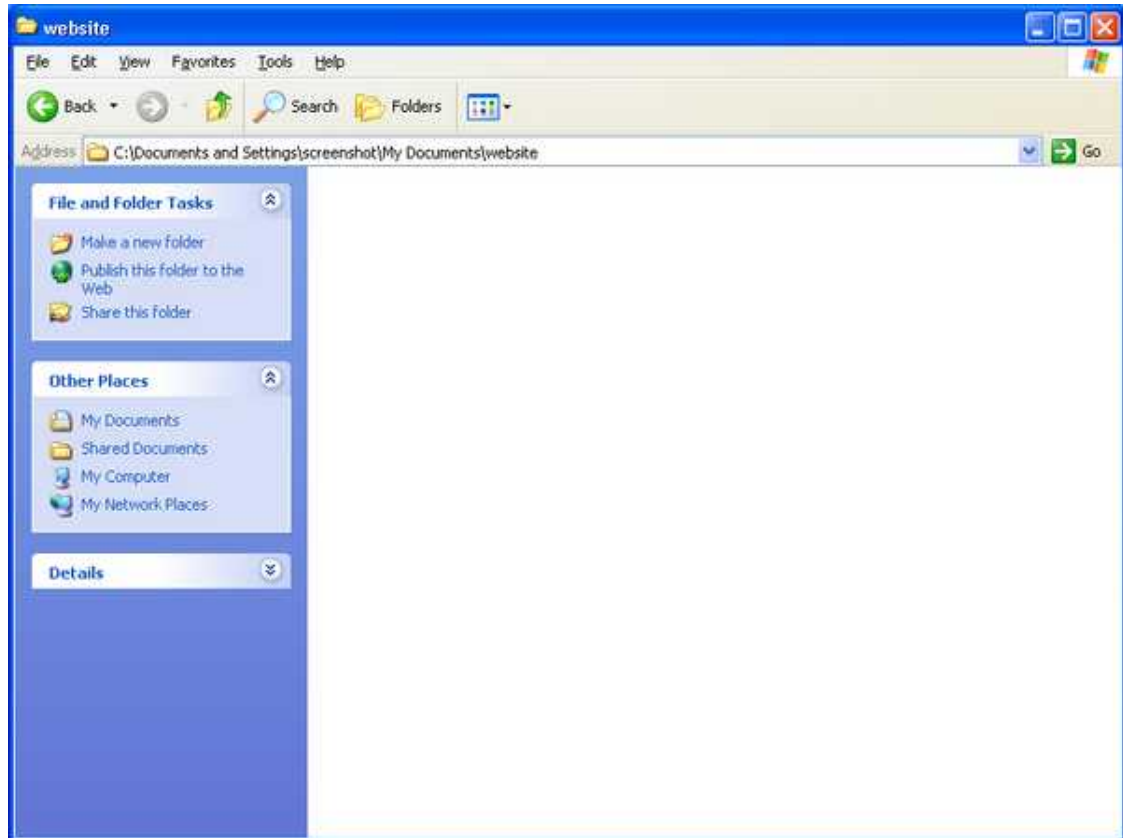 website
File Edit View Favorites Tools Help
Back Search Folders
Address C:\Documents and Settings\screenshot\My Documents\website Go
File and Folder Tasks
Make a new folder
Publish this folder to the
Web
Share this folder
Other Places
My Documents
Shared Documents
My Computer
My Network Places
Details